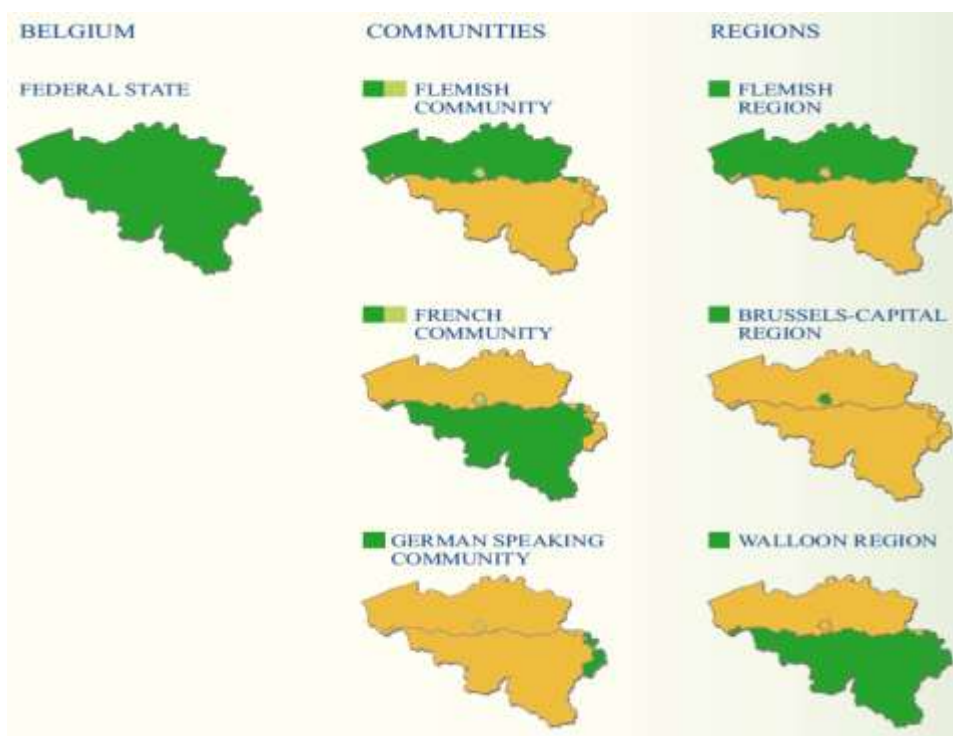 BELGIUM
FEDERAL STATE
COMMUNITIES
FLEMISH
COMMUNITY
FRENCH
COMMUNITY
GERMAN SPEAKING
COMMUNITY
REGIONS
FLEMISH
REGION
BRUSSELS-CAPITAL
REGION
WALLOON REGION